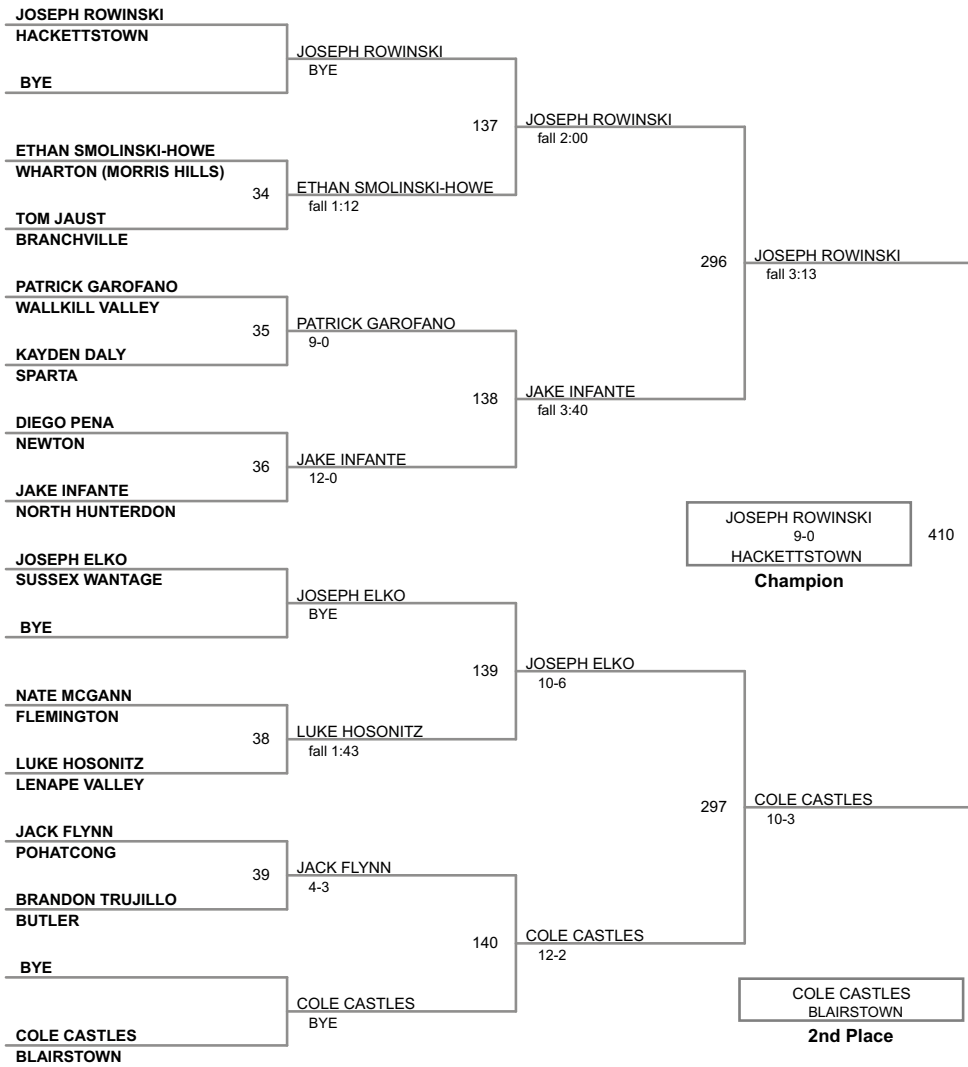 JOSEPH ROWINSKI
HACKETTSTOWN
JOSEPH ROWINSKI
BYE
BYE
137
JOSEPH ROWINSKI
fall 2:00
ETHAN SMOLINSKI-HOWE
WHARTON (MORRIS HILLS)
34
ETHAN SMOLINSKI-HOWE
fall 1:12
TOM JAUST
BRANCHVILLE
296
JOSEPH ROWINSKI
fall 3:13
PATRICK GAROFANO
WALLKILL VALLEY
35
PATRICK GAROFANO
9-0
KAYDEN DALY
SPARTA
138
JAKE INFANTE
fall 3:40
DIEGO PENA
NEWTON
36
JAKE INFANTE
12-0
JAKE INFANTE
NORTH HUNTERDON
JOSEPH ROWINSKI
9-0
HACKETTSTOWN
410
Champion
JOSEPH ELKO
SUSSEX WANTAGE
JOSEPH ELKO
BYE
BYE
139
JOSEPH ELKO
10-6
NATE MCGANN
FLEMINGTON
38
LUKE HOSONITZ
fall 1:43
LUKE HOSONITZ
LENAPE VALLEY
297
COLE CASTLES
10-3
JACK FLYNN
POHATCONG
39
JACK FLYNN
4-3
BRANDON TRUJILLO
BUTLER
140
COLE CASTLES
12-2
BYE
COLE CASTLES
BYE
COLE CASTLES
BLAIRSTOWN
COLE CASTLES
BLAIRSTOWN
2nd Place